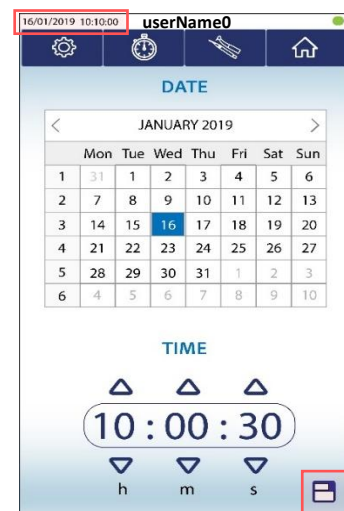 16/01/2019 10:10:00 userName0
DATE
< JANUARY 2019 >
Mon Tue Wed Thu Fri Sat Sun
1 31 1 2 3 4 5 6
2 7 8 9 10 11 12 13
3 14 15 16 17 18 19 20
4 21 22 23 24 25 26 27
5 28 29 30 31 1 2 3
6 4 5 6 7 8 9 10
TIME
10 : 00 : 30
h m s